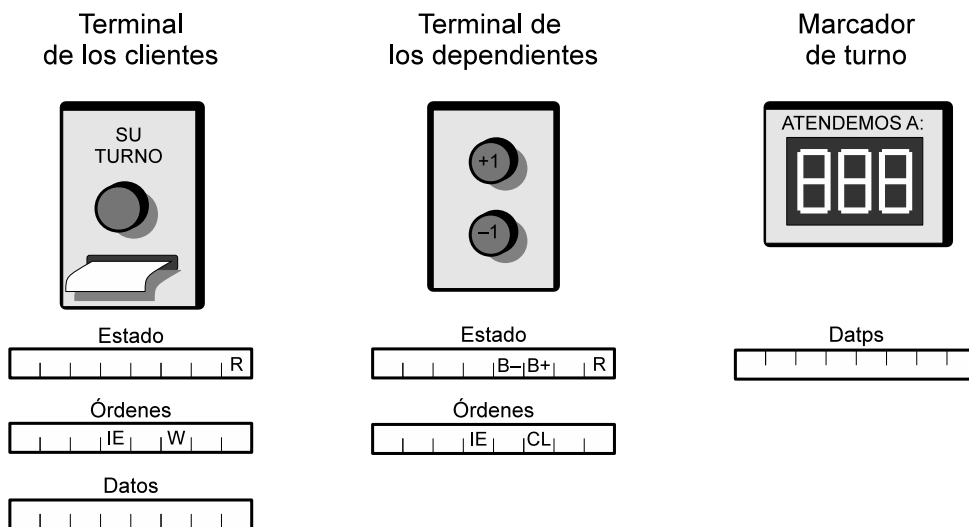 Terminal
de los clientes
SU
TURNO
Estado
R
Órdenes
IE W
Datos
Terminal de
los dependientes
+1
–1
Estado
B– B+ R
Órdenes
IE CL
Marcador
de turno
ATENDEMOS A:
888
Datps